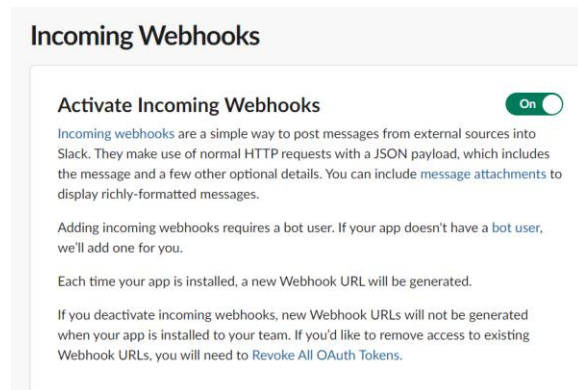 Incoming Webhooks
Activate Incoming Webhooks
On
Incoming webhooks are a simple way to post messages from external sources into
Slack. They make use of normal HTTP requests with a JSON payload, which includes
the message and a few other optional details. You can include message attachments to
display richly-formatted messages.
Adding incoming webhooks requires a bot user. If your app doesn't have a bot user,
we'll add one for you.
Each time your app is installed, a new Webhook URL will be generated.
If you deactivate incoming webhooks, new Webhook URLs will not be generated
when your app is installed to your team. If you'd like to remove access to existing
Webhook URLs, you will need to Revoke All OAuth Tokens.